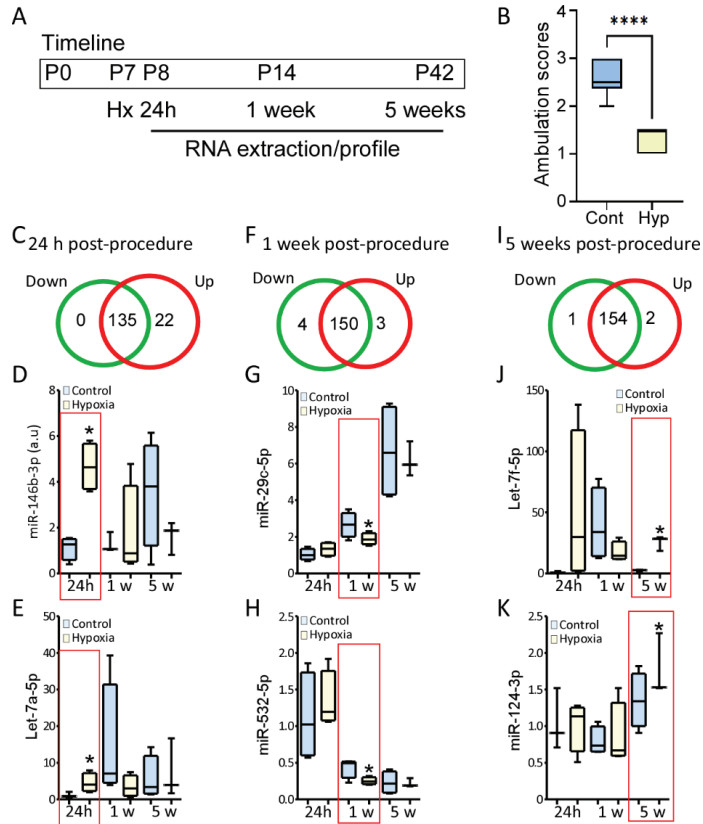 A
Timeline
P0 P7 P8 P14 P42
Hx 24h 1 week 5 weeks
RNA extraction/profile
B
****
Ambulation scores
4
3
2
1
0
Cont Hyp
C 24 h post-procedure
Down Up
0 135 22
F 1 week post-procedure
Down Up
4 150 3
I 5 weeks post-procedure
Down Up
1 154 2
D
miR-146b-3p (a.u)
8
6
4
2
0
Control
Hypoxia
*
24h 1 w 5 w
G
miR-29c-5p
10
8
6
4
2
0
Control
Hypoxia
*
24h 1 w 5 w
J
Let-7f-5p
150
100
50
0
Control
Hypoxia
*
24h 1 w 5 w
E
Let-7a-5p
50
40
30
20
10
0
Control
Hypoxia
*
24h 1 w 5 w
H
miR-532-5p
2.5
2.0
1.5
1.0
0.5
0.0
Control
Hypoxia
*
24h 1 w 5 w
K
miR-124-3p
2.5
2.0
1.5
1.0
0.5
0.0
Control
Hypoxia
*
24h 1 w 5 w